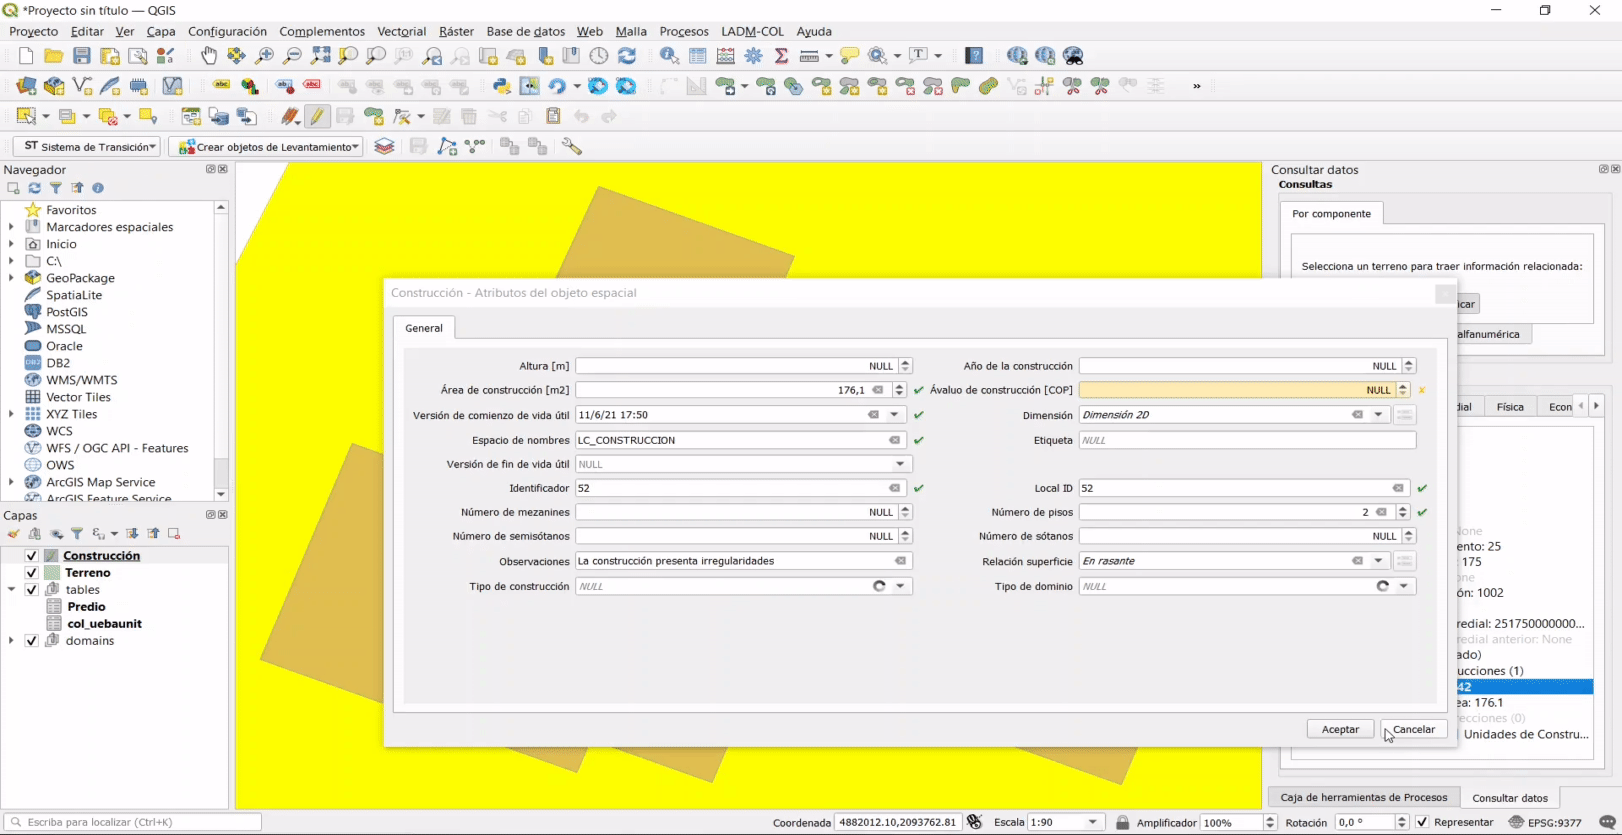 *Proyecto sin título — QGIS
Proyecto Editar Ver Capa Configuración Complementos Vectorial Ráster Base de datos Web Malla Procesos LADM-COL Ayuda
ST Sistema de Transición
Crear objetos de Levantamiento
Navegador
Favoritos
Marcadores espaciales
Inicio
C:\
GeoPackage
SpatiaLite
PostGIS
MSSQL
Oracle
DB2
WMS/WMTS
Vector Tiles
XYZ Tiles
WCS
WFS / OGC API - Features
OWS
ArcGIS Map Service
ArcGIS Feature Service
Capas
Construcción
Terreno
tables
Predio
col_uebaunit
domains
Construcción - Atributos del objeto espacial
General
Altura [m] NULL
Año de la construcción NULL
Área de construcción [m2] 176,1
Ávaluo de construcción [COP] NULL
Versión de comienzo de vida útil 11/6/21 17:50
Dimensión Dimensión 2D
Espacio de nombres LC_CONSTRUCCION
Etiqueta NULL
Versión de fin de vida útil NULL
Identificador 52
Local ID 52
Número de mezanines NULL
Número de pisos 2
Número de semisótanos NULL
Número de sótanos NULL
Observaciones La construcción presenta irregularidades
Relación superficie En rasante
Tipo de construcción NULL
Tipo de dominio NULL
Aceptar
Cancelar
Consultar datos
Consultas
Por componente
Selecciona un terreno para traer información relacionada:
icar
alfanumérica
dial Física Econ
None
ento: 25
175
one
ón: 1002
redial: 251750000000...
redial anterior: None
ado)
ucciones (1)
42
ea: 176.1
recciones (0)
Unidades de Constru...
Caja de herramientas de Procesos
Consultar datos
Escriba para localizar (Ctrl+K)
Coordenada 4882012.10,2093762.81
Escala 1:90
Amplificador 100%
Rotación 0,0 °
Representar
EPSG:9377